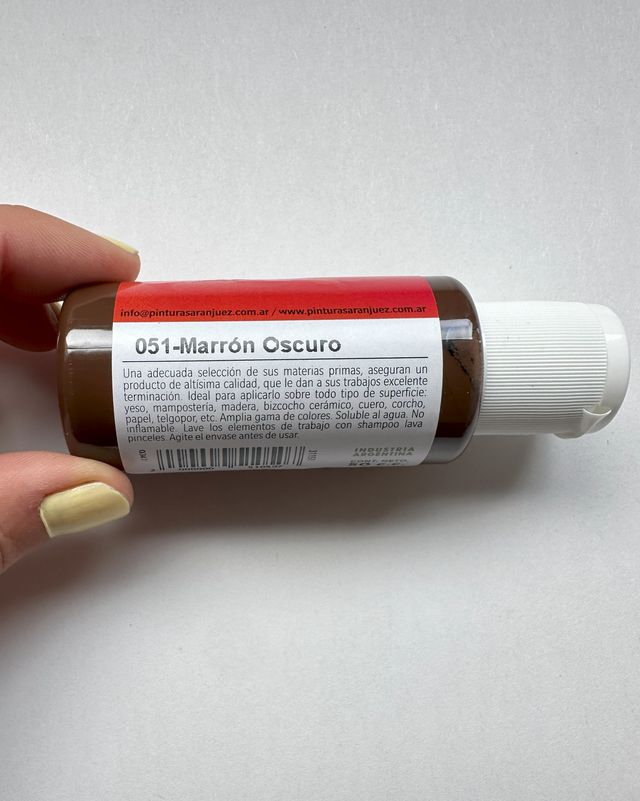 info@pinturasaranjuez.com.ar / www.pinturasaranjuez.com.ar
051-Marrón Oscuro
Una adecuada selección de sus materias primas, aseguran un
producto de altísima calidad, que le dan a sus trabajos excelente
terminación. Ideal para aplicarlo sobre todo tipo de superficie:
yeso, mampostería, madera, bizcocho cerámico, cuero, corcho,
papel, telgopor, etc. Amplia gama de colores. Soluble al agua. No
inflamable. Lave los elementos de trabajo con shampoo lava
pinceles. Agite el envase antes de usar.
INDUSTRIA
ARGENTINA
CONT. NETO